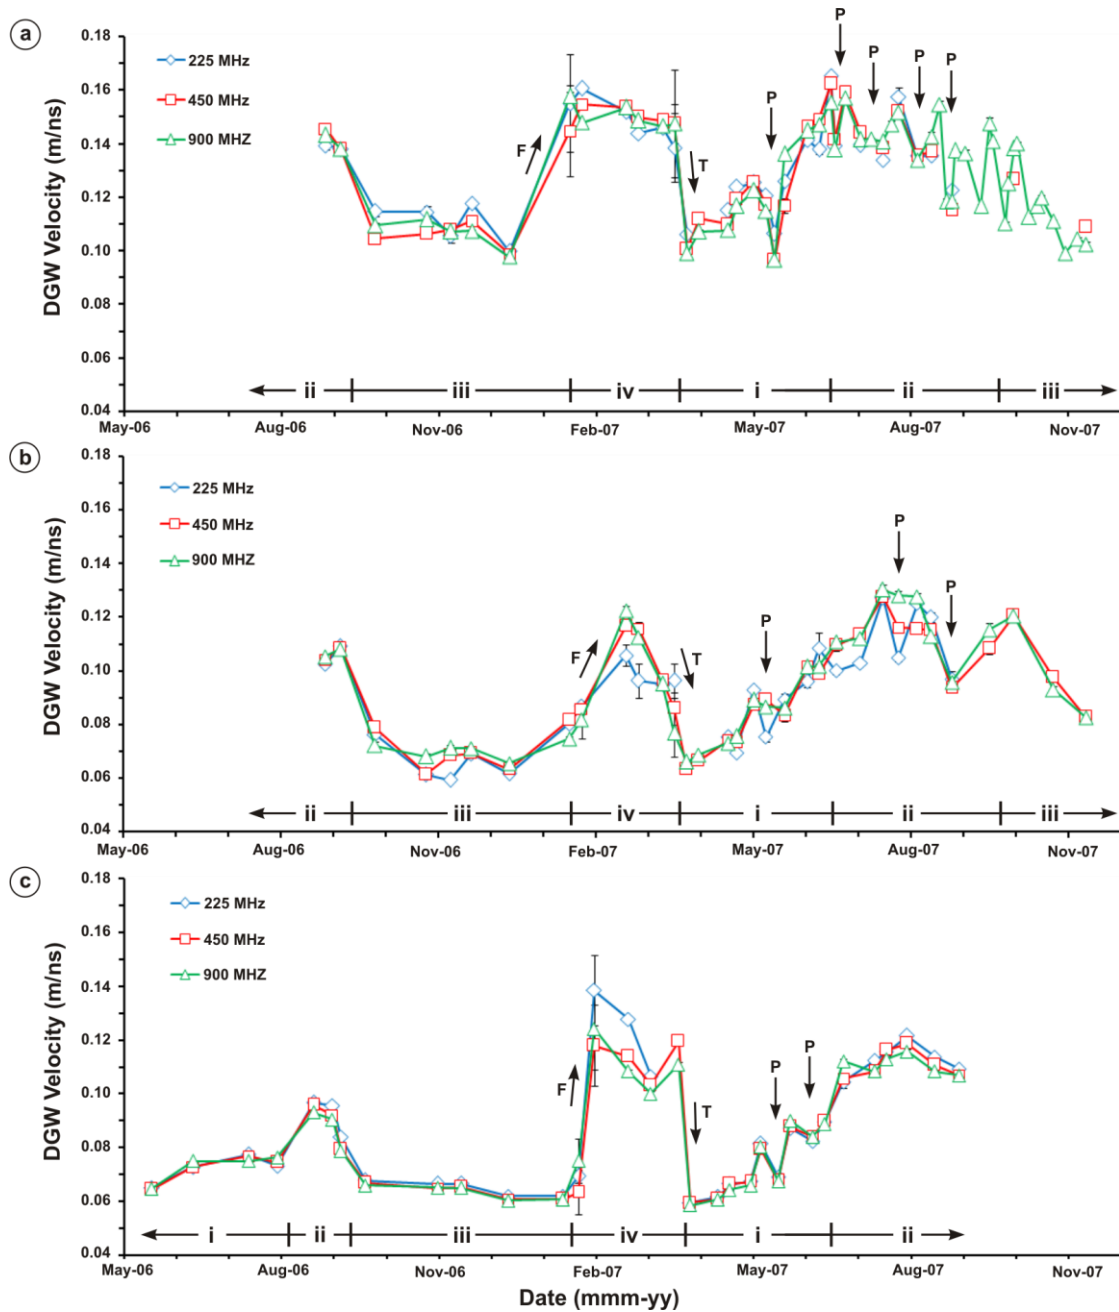 a
DGW Velocity (m/ns)
0.18
0.16
0.14
0.12
0.10
0.08
0.06
0.04
225 MHz
450 MHz
900 MHZ
F
T
P
P
P
P
P
ii
iii
iv
i
ii
iii
May-06
Aug-06
Nov-06
Feb-07
May-07
Aug-07
Nov-07
b
DGW Velocity (m/ns)
0.18
0.16
0.14
0.12
0.10
0.08
0.06
0.04
225 MHz
450 MHz
900 MHZ
F
T
P
P
P
ii
iii
iv
i
ii
iii
May-06
Aug-06
Nov-06
Feb-07
May-07
Aug-07
Nov-07
c
DGW Velocity (m/ns)
0.18
0.16
0.14
0.12
0.10
0.08
0.06
0.04
225 MHz
450 MHz
900 MHZ
F
T
P
P
i
ii
iii
iv
i
ii
May-06
Aug-06
Nov-06
Feb-07
May-07
Aug-07
Nov-07
Date (mmm-yy)